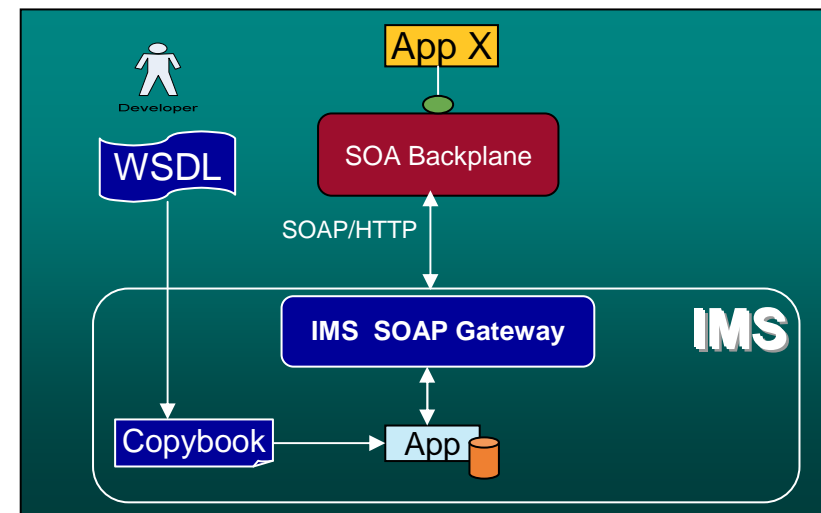 App X
Developer
WSDL
SOA Backplane
SOAP/HTTP
IMS SOAP Gateway
IMS
Copybook
App